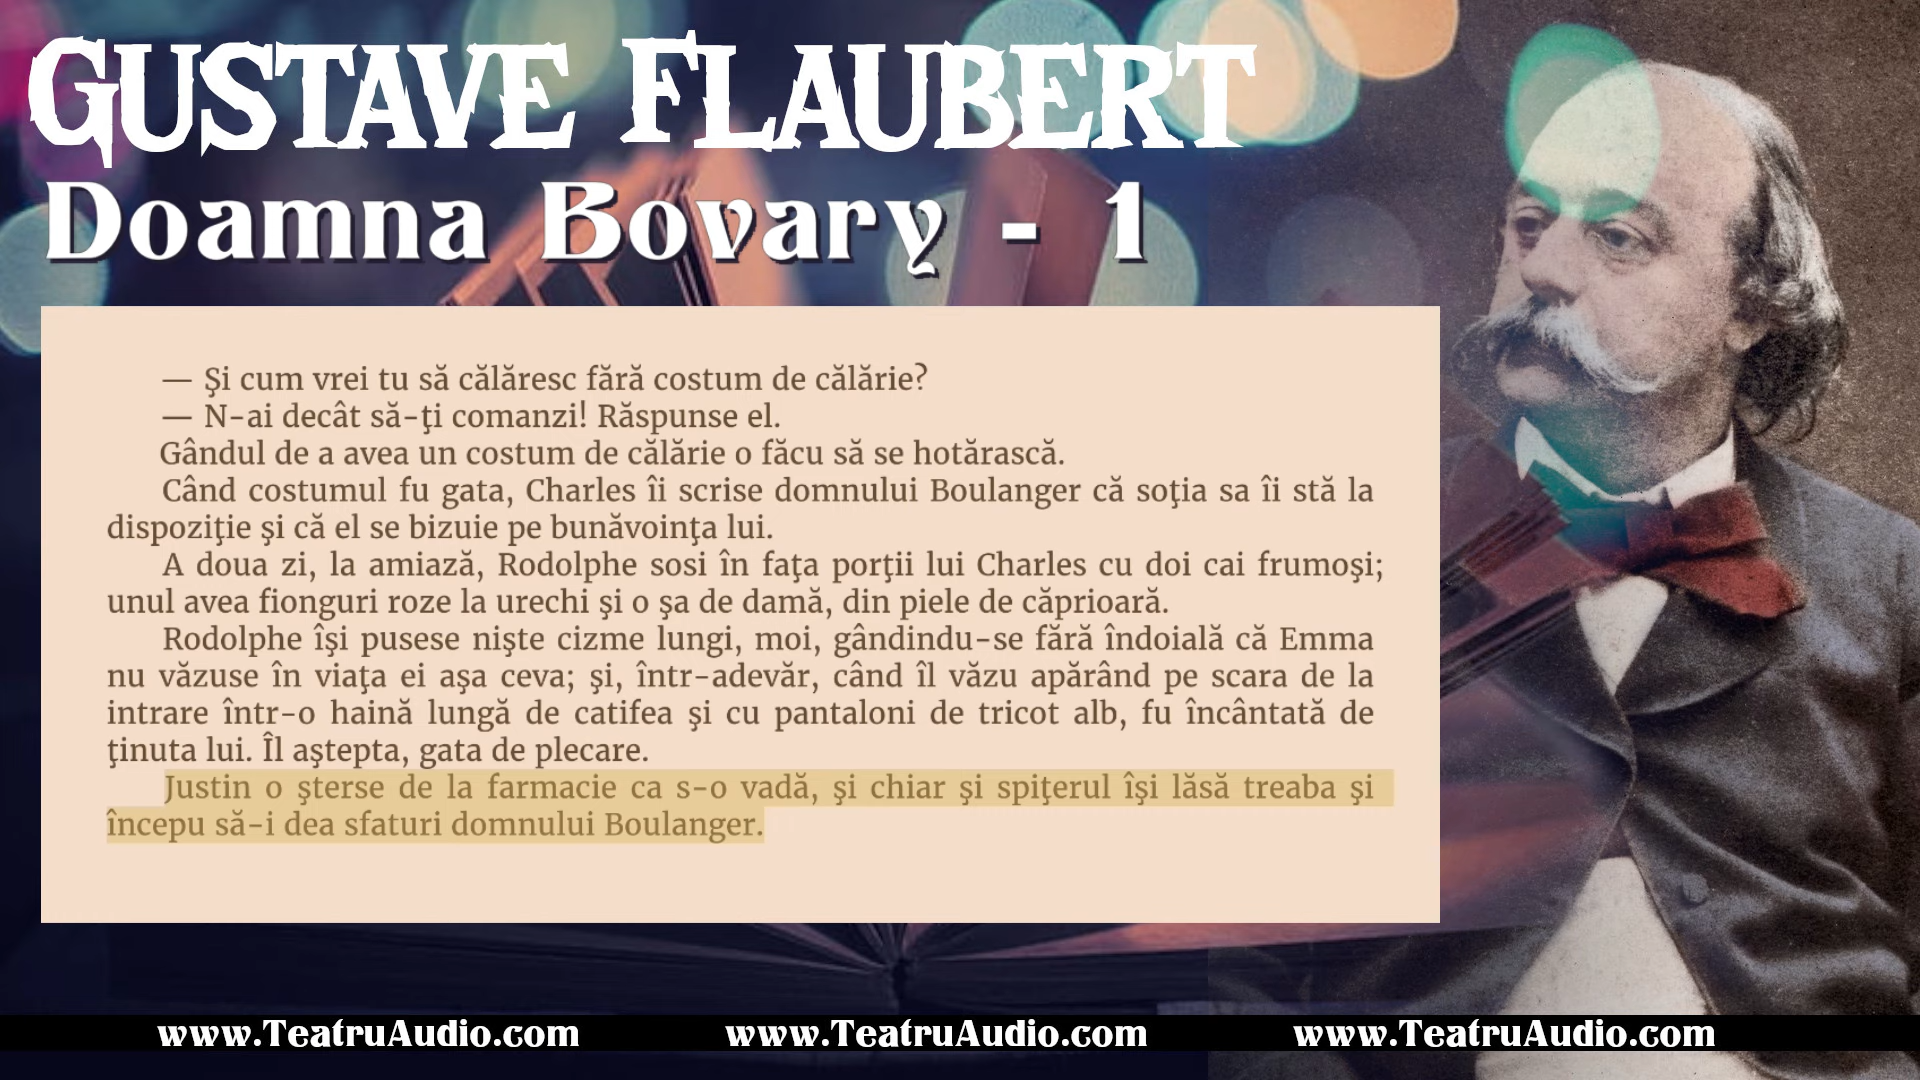 GUSTAVE FLAUBERT
Doamna Bovary - 1
— Şi cum vrei tu să călăresc fără costum de călărie?
— N-ai decât să-ţi comanzi! Răspunse el.
Gândul de a avea un costum de călărie o făcu să se hotărască.
Când costumul fu gata, Charles îi scrise domnului Boulanger că soţia sa îi stă la
dispoziţie şi că el se bizuie pe bunăvoinţa lui.
A doua zi, la amiază, Rodolphe sosi în faţa porţii lui Charles cu doi cai frumoşi;
unul avea fionguri roze la urechi şi o şa de damă, din piele de căprioară.
Rodolphe îşi pusese nişte cizme lungi, moi, gândindu-se fără îndoială că Emma
nu văzuse în viaţa ei aşa ceva; şi, într-adevăr, când îl văzu apărând pe scara de la
intrare într-o haină lungă de catifea şi cu pantaloni de tricot alb, fu încântată de
ţinuta lui. Îl aştepta, gata de plecare.
Justin o şterse de la farmacie ca s-o vadă, şi chiar şi spiţerul îşi lăsă treaba şi
începu să-i dea sfaturi domnului Boulanger.
www.TeatruAudio.com www.TeatruAudio.com www.TeatruAudio.com